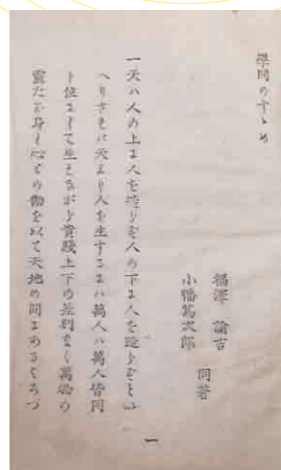 學問のすゝめ
福澤 諭吉
小幡篤次郎 同著
一天ハ人の上に人を造らず人の下に人を造らずとい
へりされバ天より人を生ずるにハ萬人ハ萬人皆同
じ位にして生れながら貴賤上下の差別なく萬物の
靈たる身と心との働を以て天地の間にあるよろづ
一